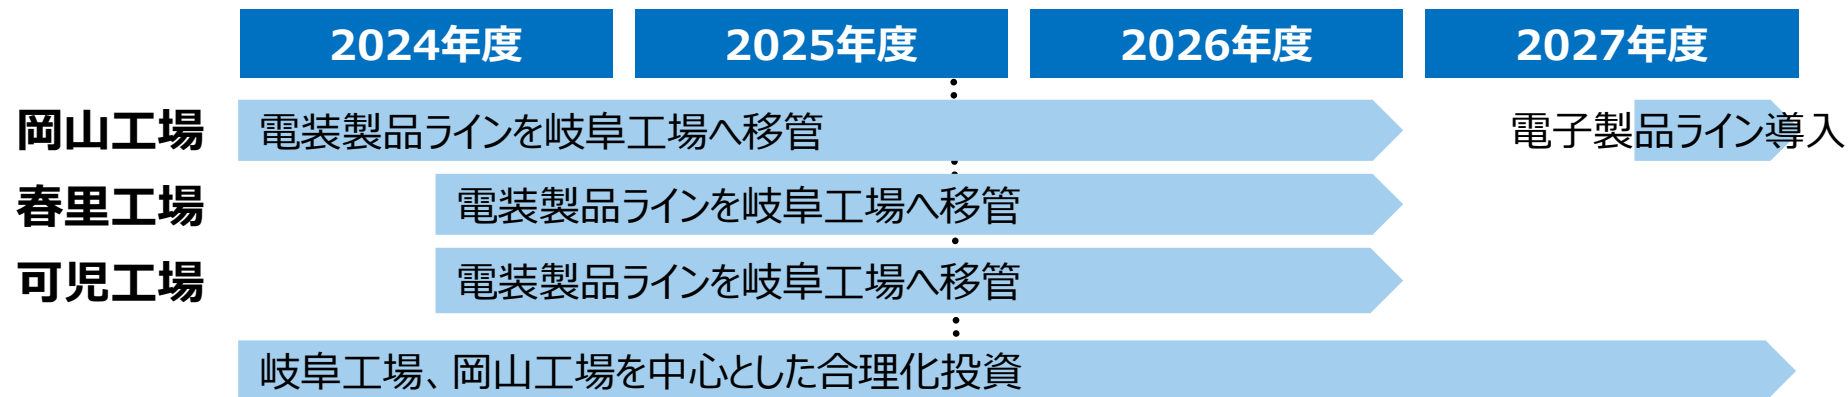 2024年度 2025年度 2026年度 2027年度
岡山工場 電装製品ラインを岐阜工場へ移管 電子製品ライン導入
春里工場 電装製品ラインを岐阜工場へ移管
可児工場 電装製品ラインを岐阜工場へ移管
岐阜工場、岡山工場を中心とした合理化投資